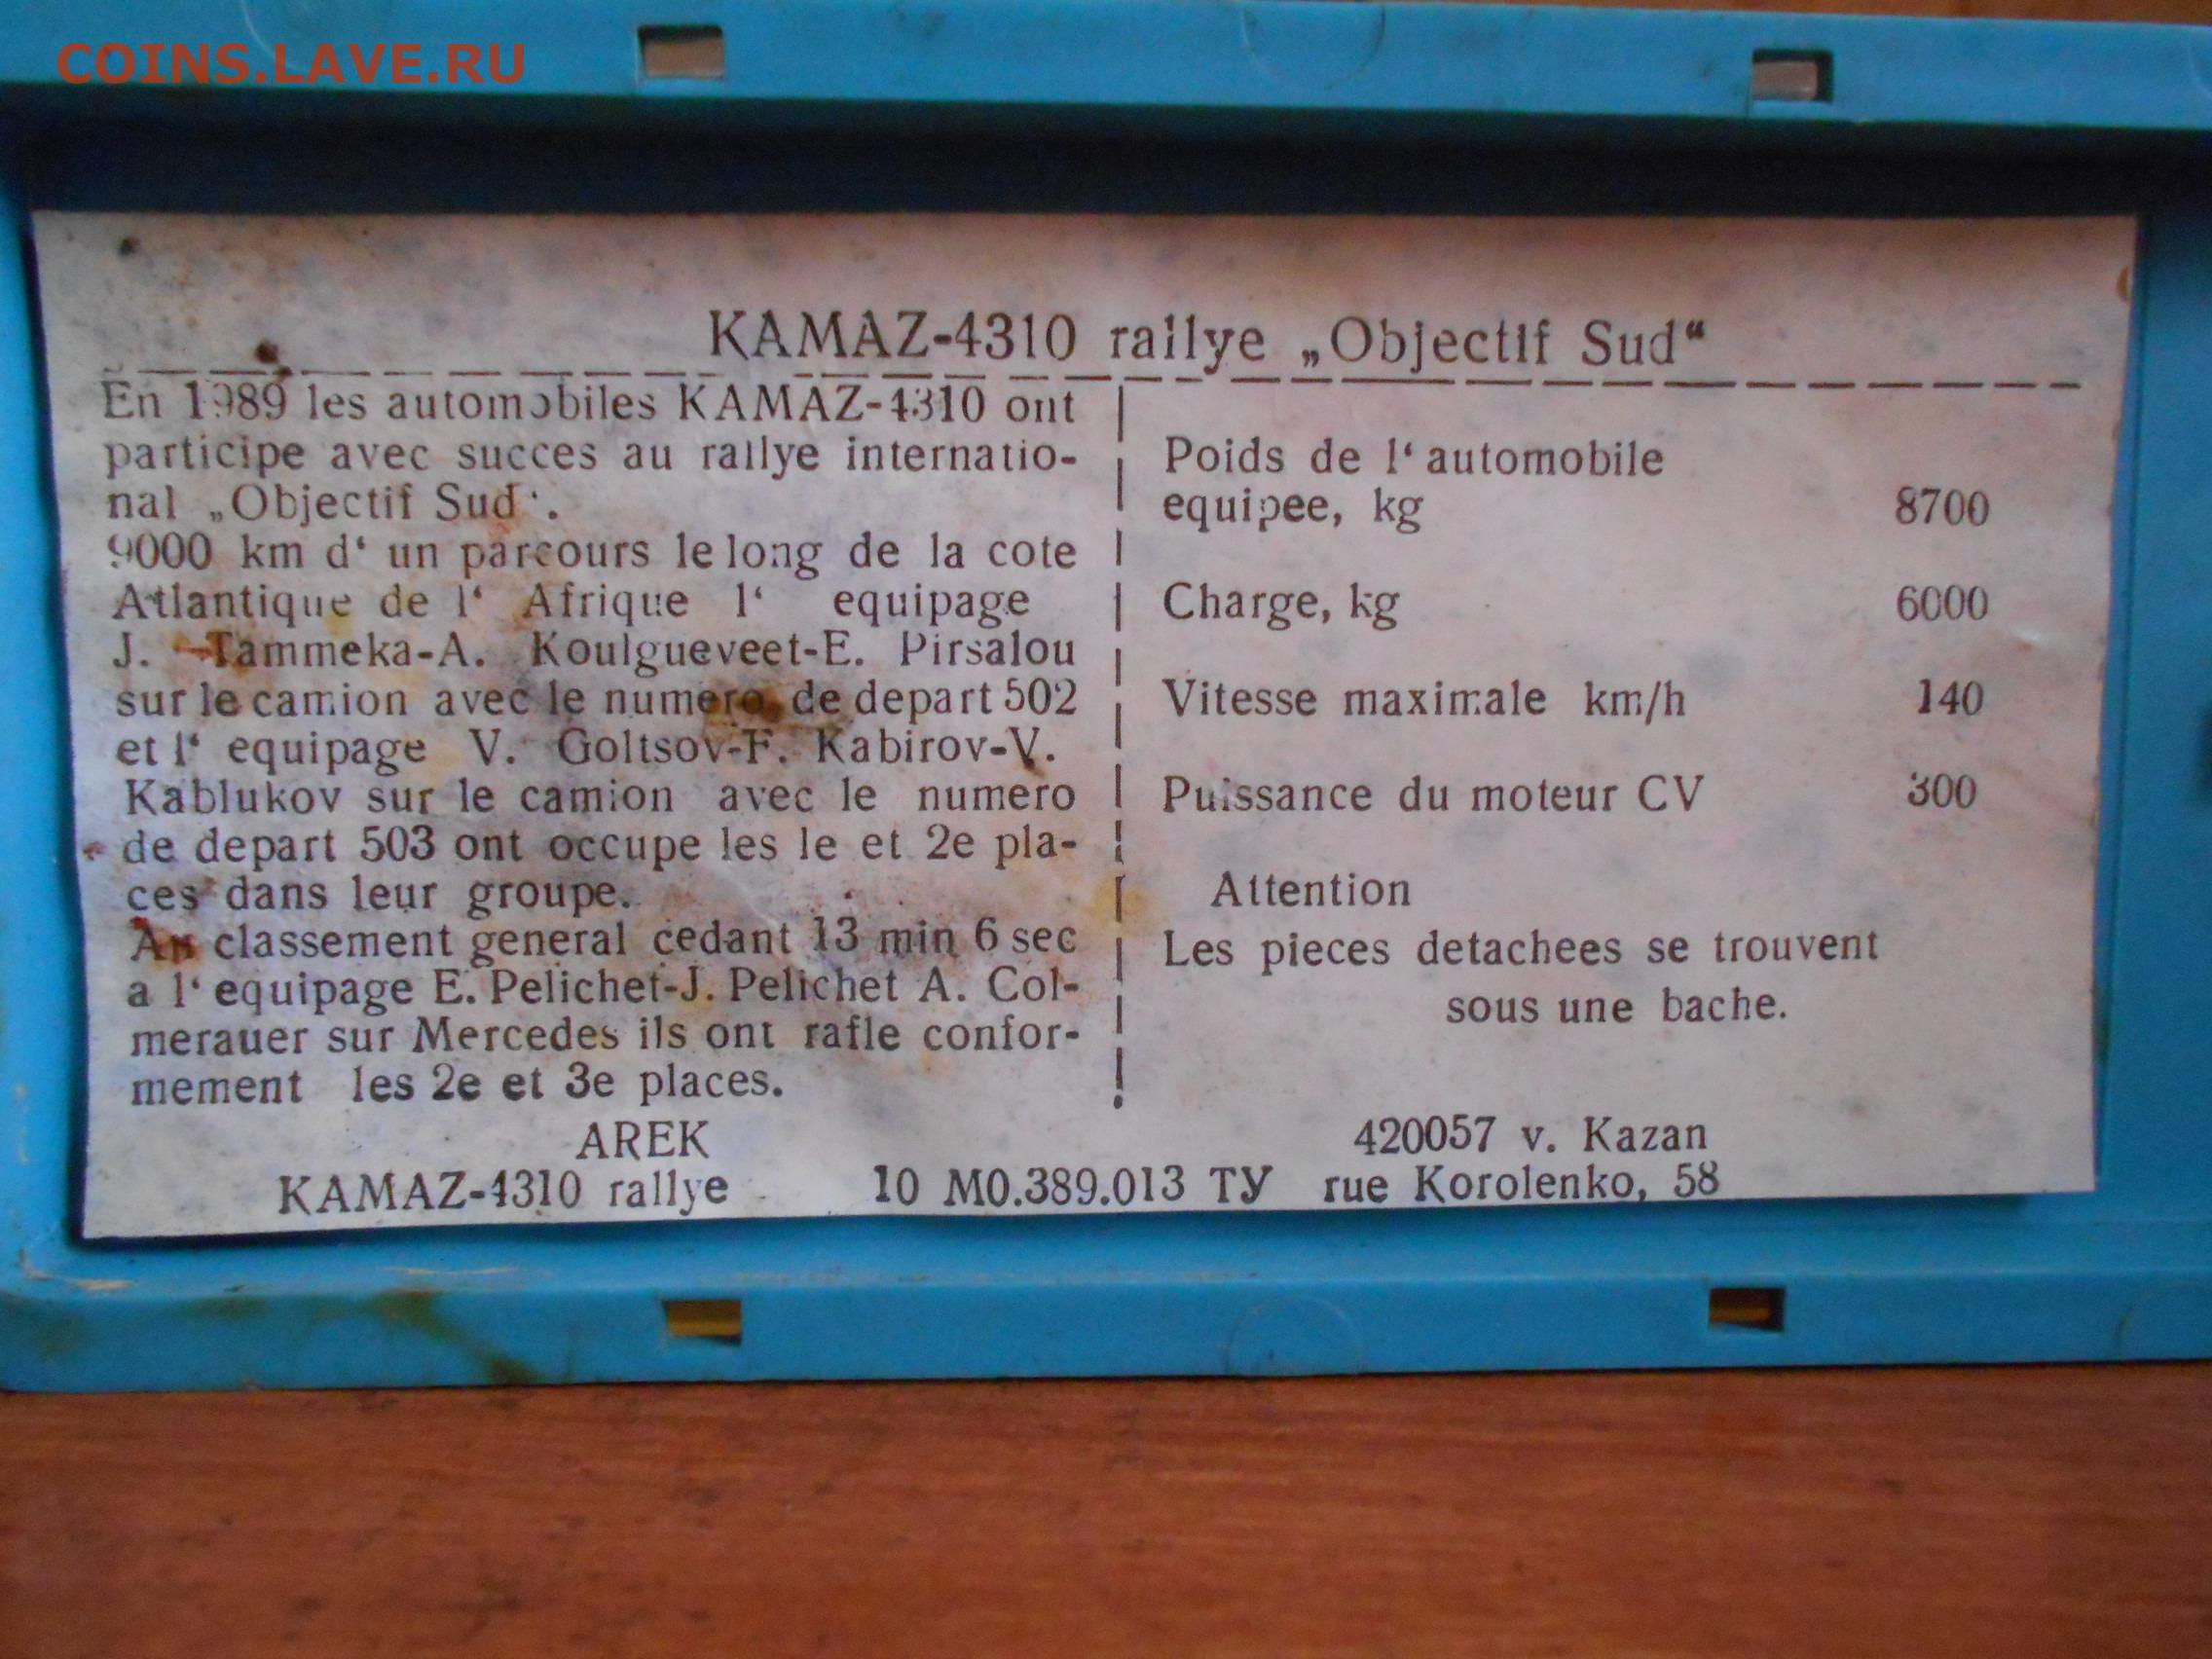 COINS.LAVE.RU
KAMAZ-4310 rallye „Objectif Sud“
En 1989 les automobiles KAMAZ-4310 ont
participe avec succes au rallye internatio-
nal „Objectif Sud“.
9000 km d‘ un parcours le long de la cote
Atlantique de l‘ Afrique l‘ equipage
J. Tammeka-A. Koulgueveet-E. Pirsalou
sur le camion avec le numero de depart 502
et l‘ equipage V. Goltsov-F. Kabirov-V.
Kablukov sur le camion avec le numero
de depart 503 ont occupe les le et 2e pla-
ces dans leur groupe.
An classement general cedant 13 min 6 sec
a l‘ equipage E. Pelichet-J. Pelichet A. Col-
merauer sur Mercedes ils ont rafle confor-
mement les 2e et 3e places.
Poids de l‘ automobile
equipee, kg 8700
Charge, kg 6000
Vitesse maximale km/h 140
Puissance du moteur CV 300
Attention
Les pieces detachees se trouvent
sous une bache.
AREK 420057 v. Kazan
KAMAZ-4310 rallye 10 МО.389.013 ТУ rue Korolenko, 58